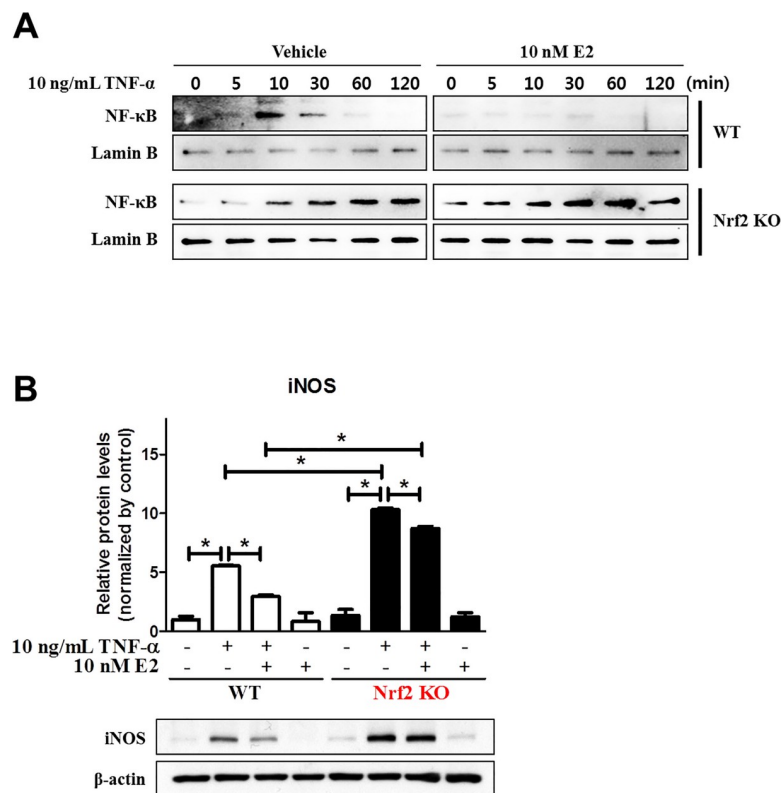 A
Vehicle 10 nM E2
10 ng/mL TNF-α 0 5 10 30 60 120 0 5 10 30 60 120 (min)
NF-κB
WT
Lamin B
NF-κB
Nrf2 KO
Lamin B
B
iNOS
Relative protein levels
(normalized by control)
15
10
5
0
* * * * * *
10 ng/mL TNF-α - + + - - + + -
10 nM E2 - - + + - - + +
WT Nrf2 KO
iNOS
β-actin